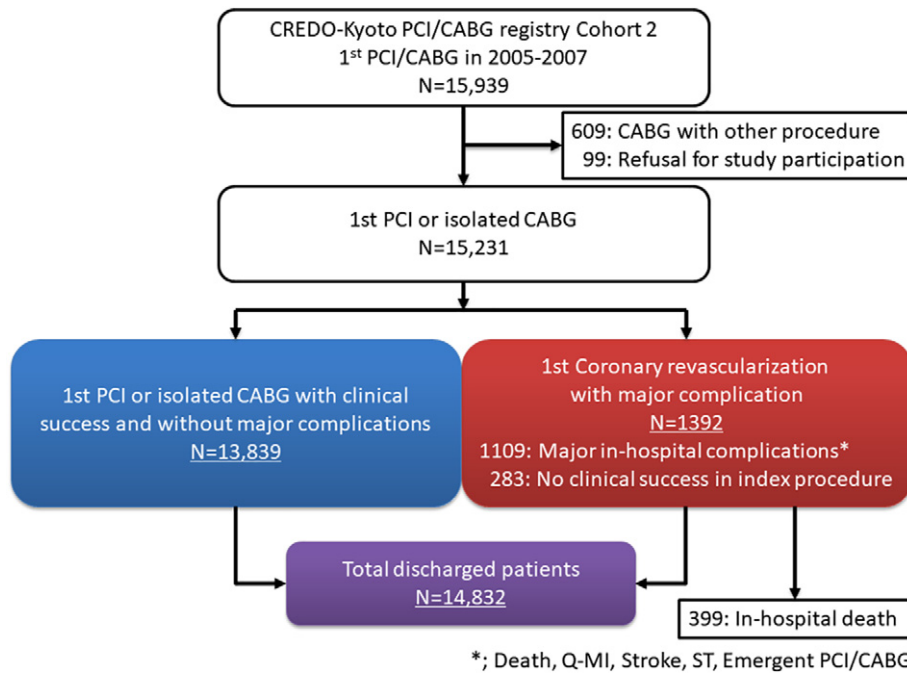 CREDO-Kyoto PCI/CABG registry Cohort 2
1st PCI/CABG in 2005-2007
N=15,939
609: CABG with other procedure
99: Refusal for study participation
1st PCI or isolated CABG
N=15,231
1st PCI or isolated CABG with clinical
success and without major complications
N=13,839
1st Coronary revascularization
with major complication
N=1392
1109: Major in-hospital complications*
283: No clinical success in index procedure
Total discharged patients
N=14,832
399: In-hospital death
*; Death, Q-MI, Stroke, ST, Emergent PCI/CABG